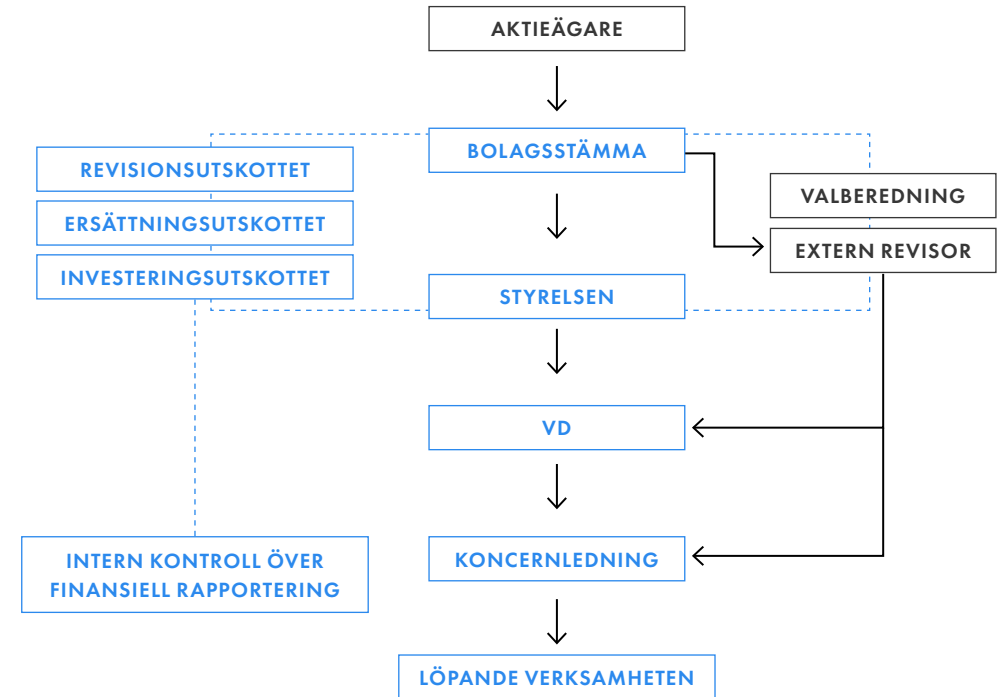 AKTIEÄGARE
BOLAGSSTÄMMA
REVISIONSUTSKOTTET
ERSÄTTNINGSUTSKOTTET
INVESTERINGSUTSKOTTET
VALBEREDNING
EXTERN REVISOR
STYRELSEN
VD
INTERN KONTROLL ÖVER
FINANSIELL RAPPORTERING
KONCERNLEDNING
LÖPANDE VERKSAMHETEN